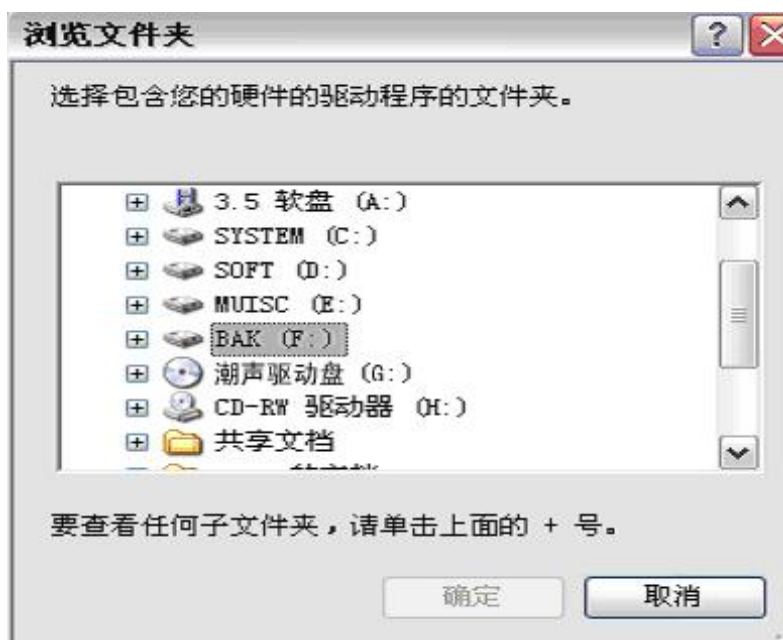 浏览文件夹
选择包含您的硬件的驱动程序的文件夹。
3.5 软盘 (A:)
SYSTEM (C:)
SOFT (D:)
MUISC (E:)
BAK (F:)
潮声驱动盘 (G:)
CD-RW 驱动器 (H:)
共享文档
要查看任何子文件夹，请单击上面的 + 号。
确定
取消